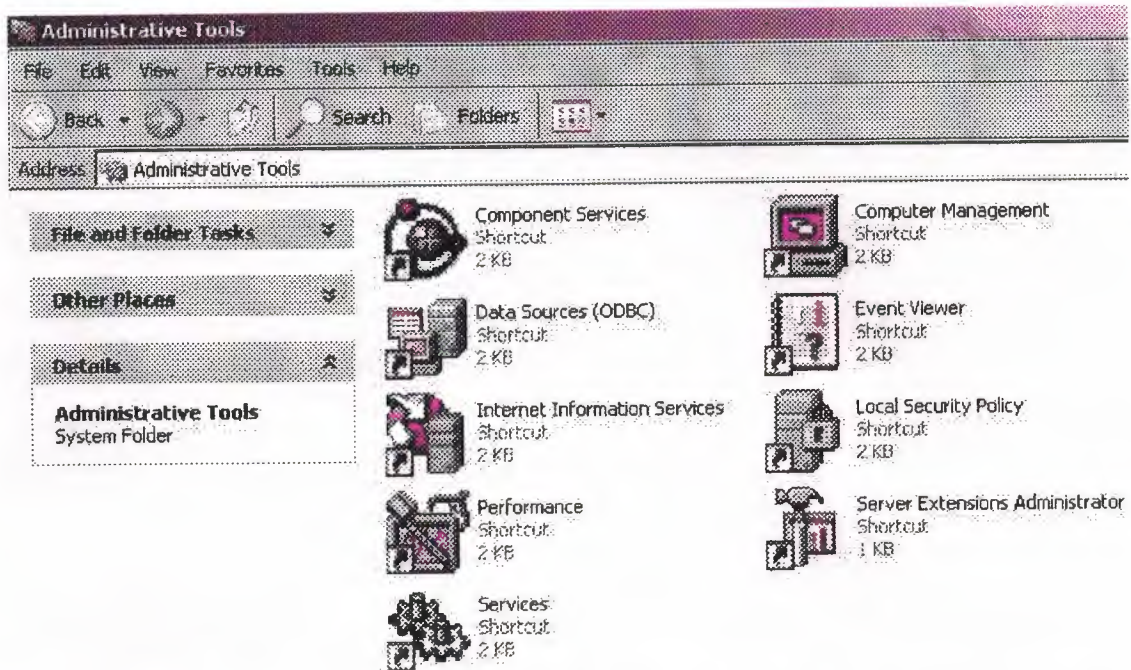 Administrative Tools
File Edit View Favorites Tools Help
Back Search Folders
Address Administrative Tools
File and Folder Tasks
Other Places
Details
Administrative Tools
System Folder
Component Services
Shortcut
2 KB
Computer Management
Shortcut
2 KB
Data Sources (ODBC)
Shortcut
2 KB
Event Viewer
Shortcut
2 KB
Internet Information Services
Shortcut
2 KB
Local Security Policy
Shortcut
2 KB
Performance
Shortcut
2 KB
Server Extensions Administrator
Shortcut
1 KB
Services
Shortcut
2 KB